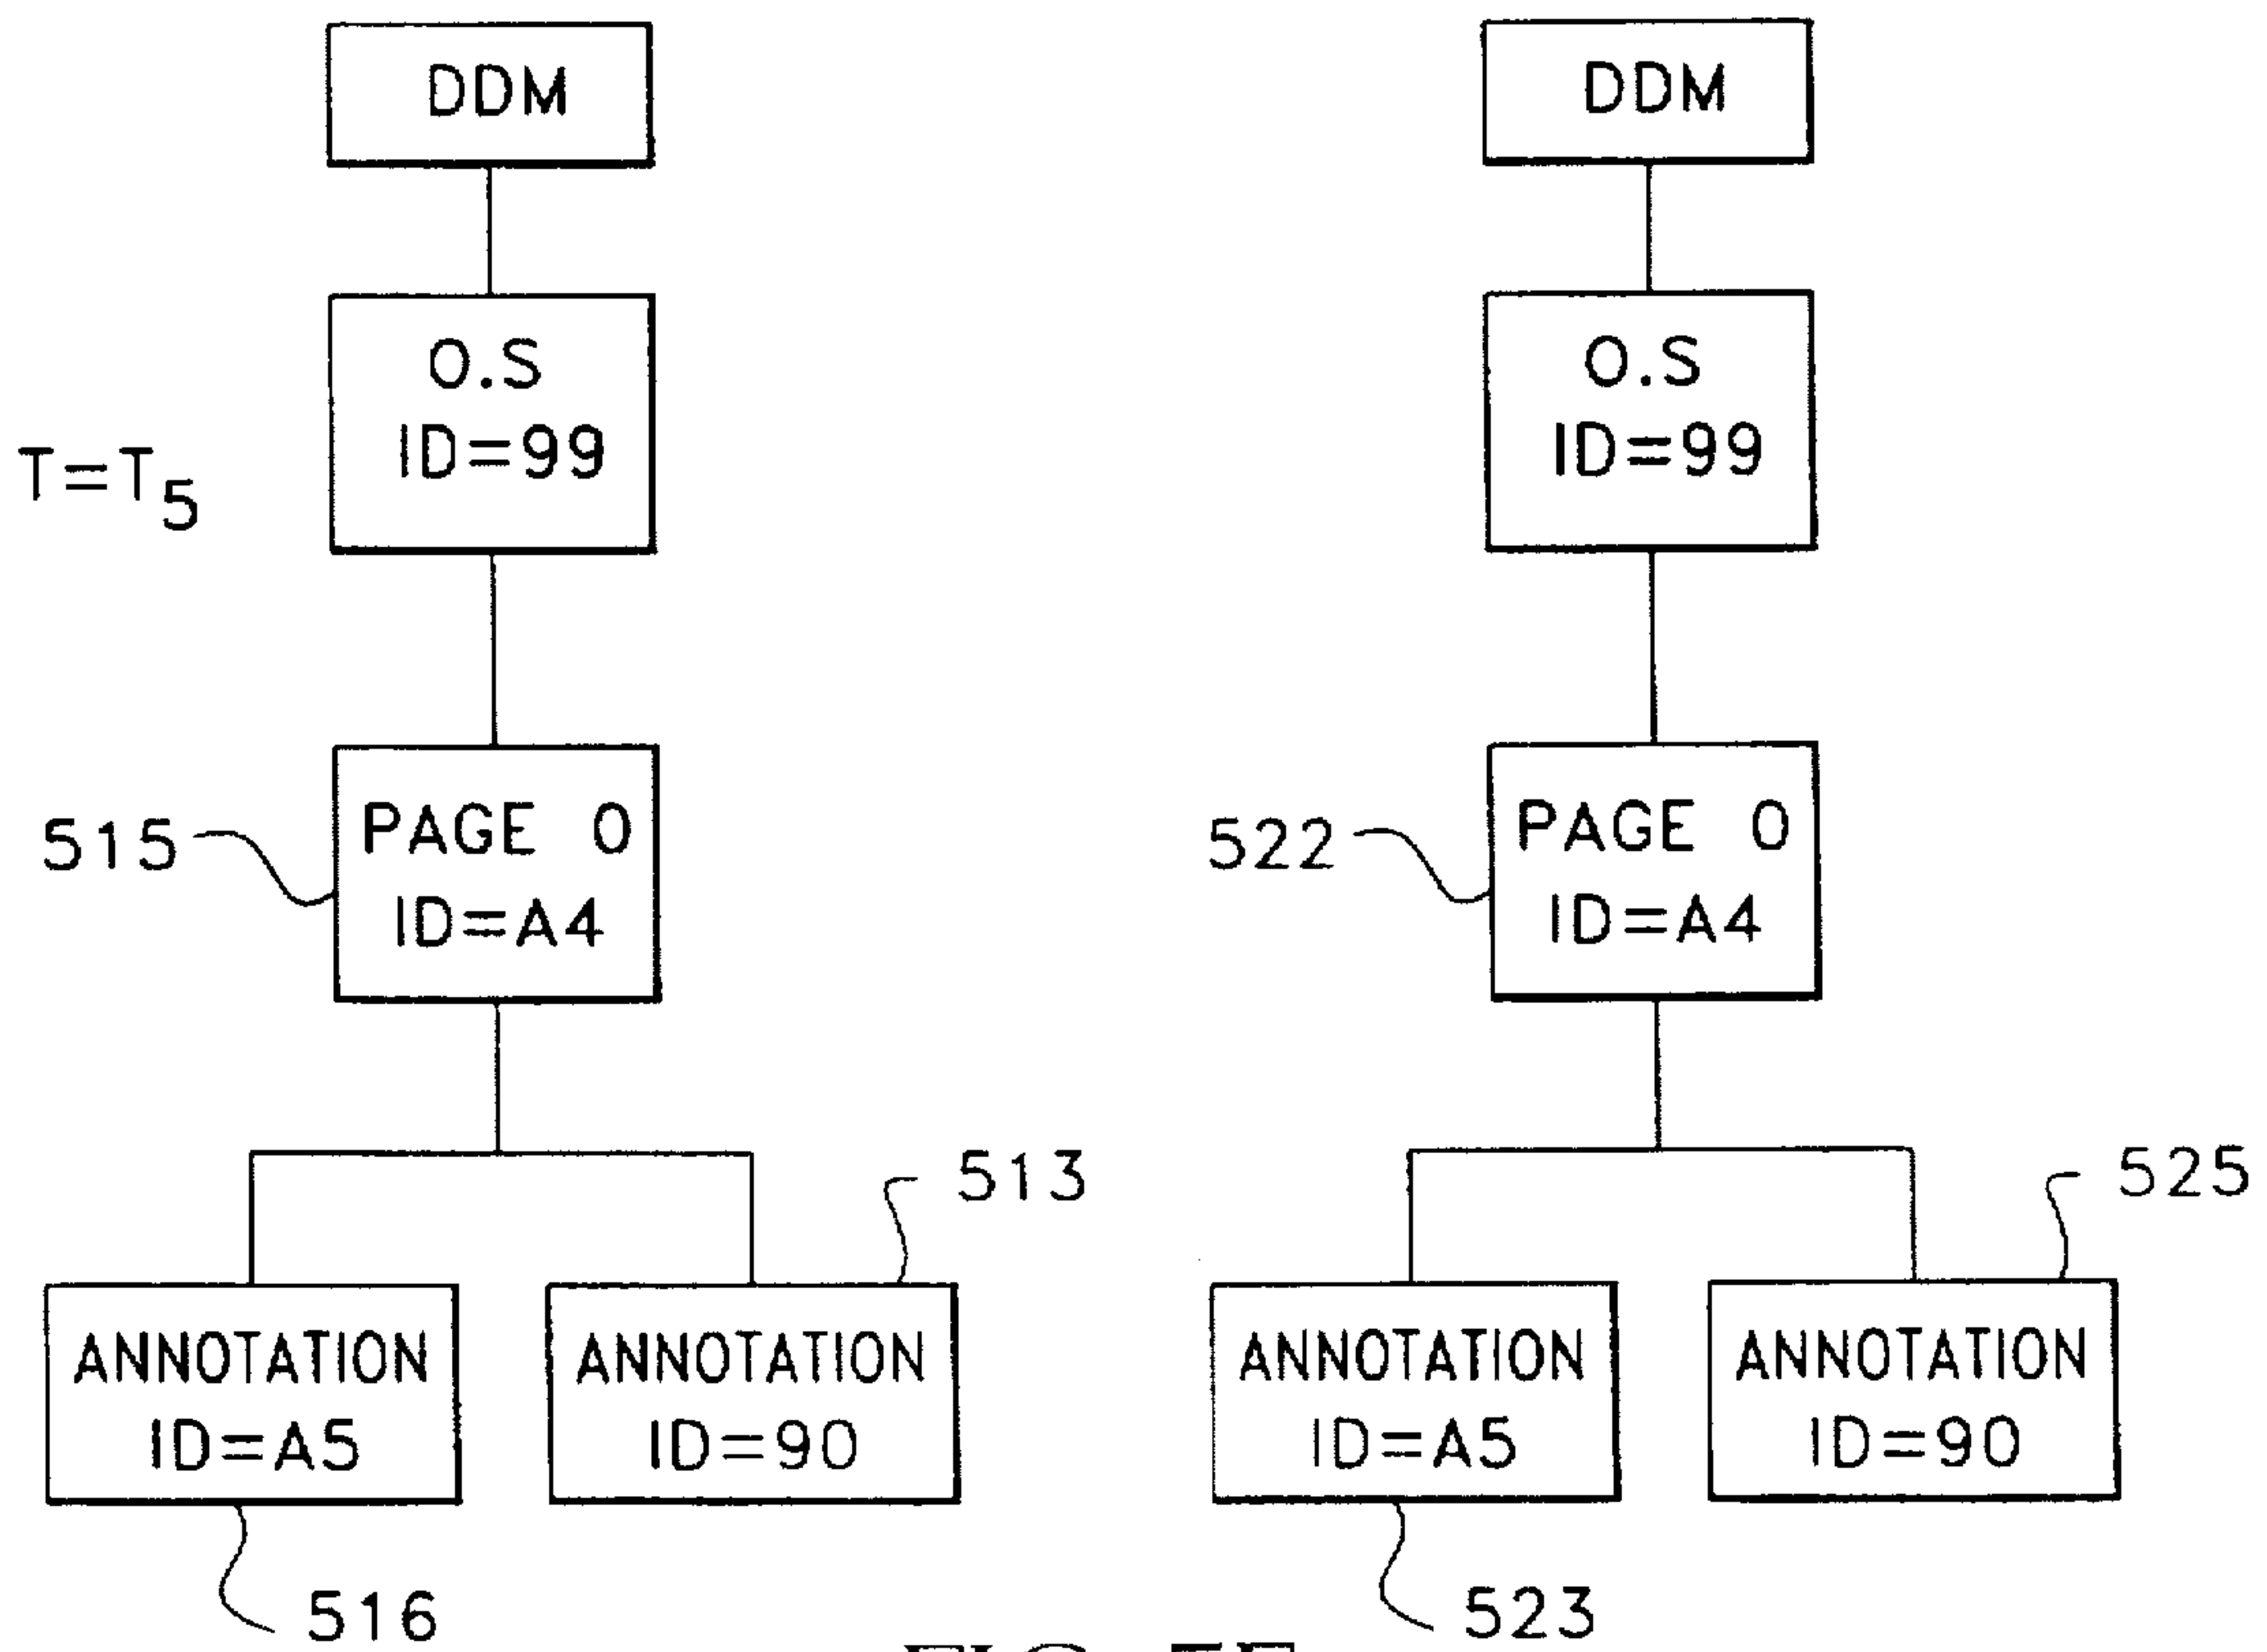 DDM
O.S
ID=99
T=T5
515
PAGE 0
ID=A4
513
ANNOTATION
ID=A5
ANNOTATION
ID=90
516
DDM
O.S
ID=99
522
PAGE 0
ID=A4
525
ANNOTATION
ID=A5
ANNOTATION
ID=90
523